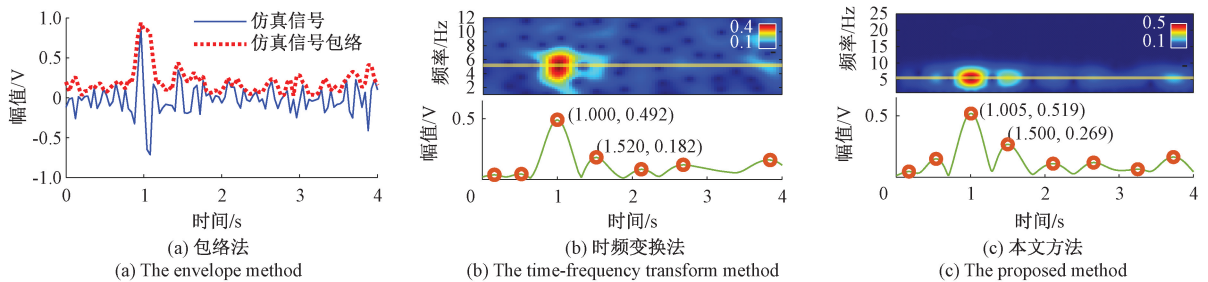 1.0
0.5
0
-0.5
-1.0
幅值/V
仿真信号
仿真信号包络
0 1 2 3 4
时间/s
(a) 包络法
(a) The envelope method
12
10
8
6
4
2
频率/Hz
0.4
0.1
0.5
幅值/V
(1.000, 0.492)
(1.520, 0.182)
0 1 2 3 4
时间/s
(b) 时频变换法
(b) The time-frequency transform method
25
20
15
10
5
频率/Hz
0.5
0.1
0.5
幅值/V
(1.005, 0.519)
(1.500, 0.269)
0 1 2 3 4
时间/s
(c) 本文方法
(c) The proposed method